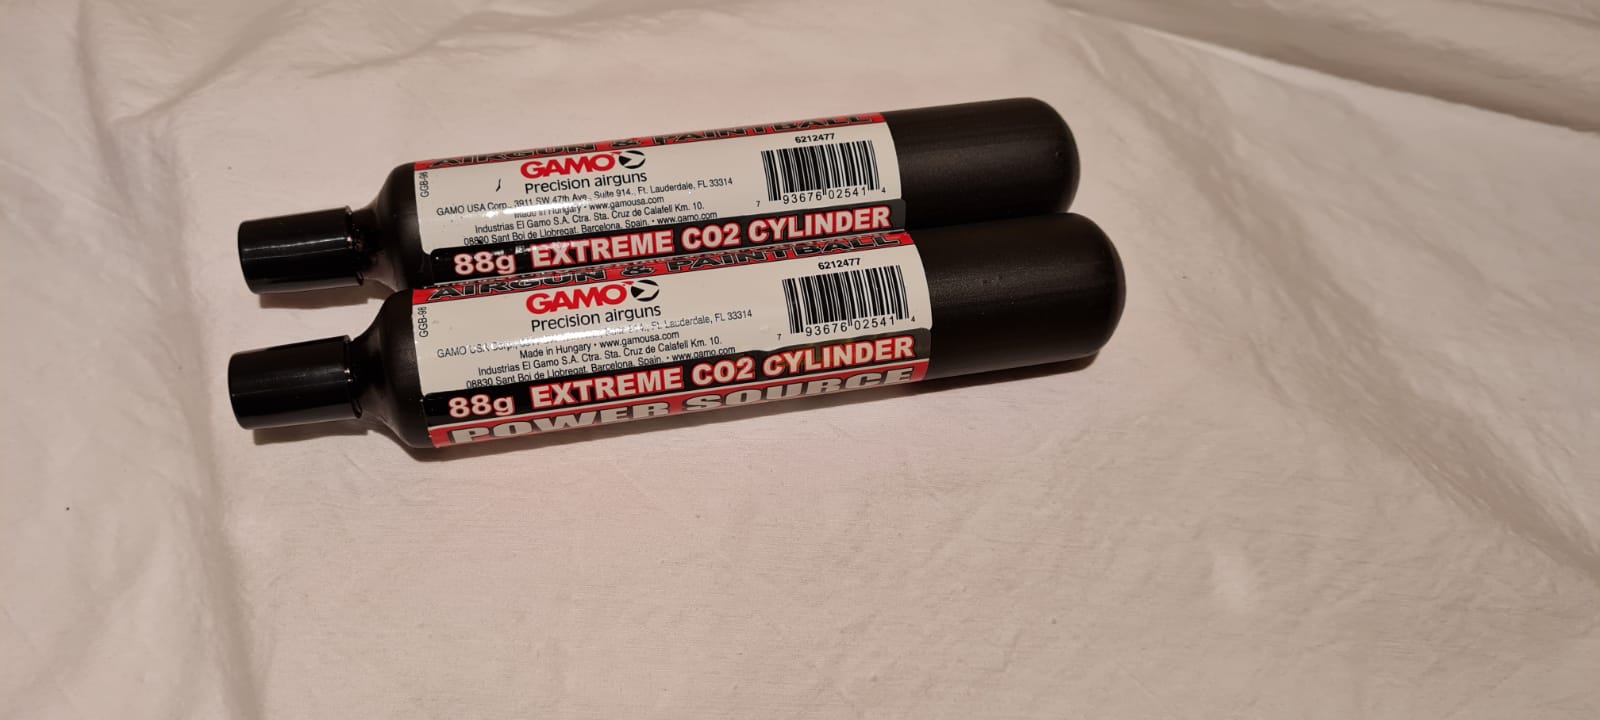 AIRGUN & PAINTBALL
GGB-98
GAMO
Precision airguns
GAMO USA Corp., 3911 SW 47th Ave., Suite 914., Ft. Lauderdale, FL 33314
Made in Hungary • www.gamousa.com
Industrias El Gamo S.A. Ctra. Sta. Cruz de Calafell Km. 10.
08830 Sant Boi de Llobregat. Barcelona. Spain. • www.gamo.com
6212477
7 93676 02541 4
88g EXTREME CO2 CYLINDER
AIRGUN & PAINTBALL
GGB-98
GAMO
Precision airguns
GAMO USA Ft. Lauderdale, FL 33314
Made in Hungary • www.gamousa.com
Industrias El Gamo S.A. Ctra. Sta. Cruz de Calafell Km. 10.
08830 Sant Boi de Llobregat. Barcelona. Spain. • www.gamo.com
6212477
7 93676 02541 4
88g EXTREME CO2 CYLINDER
POWER SOURCE